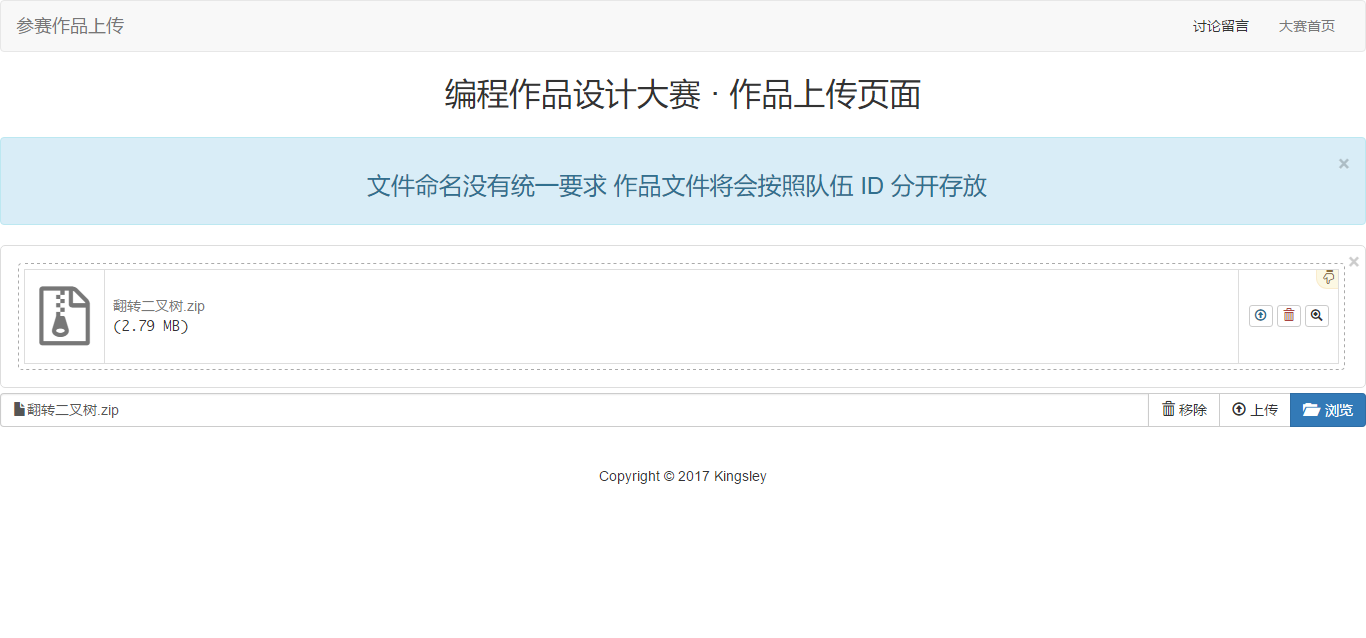 参赛作品上传 讨论留言 大赛首页
编程作品设计大赛 · 作品上传页面
×
文件命名没有统一要求 作品文件将会按照队伍 ID 分开存放
×
翻转二叉树.zip
(2.79 MB)
翻转二叉树.zip 移除 上传 浏览
Copyright © 2017 Kingsley